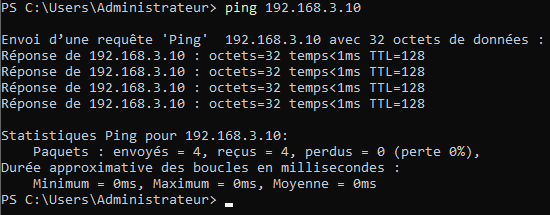 PS C:\Users\Administrateur> ping 192.168.3.10
Envoi d’une requête 'Ping'  192.168.3.10 avec 32 octets de données :
Réponse de 192.168.3.10 : octets=32 temps<1ms TTL=128
Réponse de 192.168.3.10 : octets=32 temps<1ms TTL=128
Réponse de 192.168.3.10 : octets=32 temps<1ms TTL=128
Réponse de 192.168.3.10 : octets=32 temps<1ms TTL=128
Statistiques Ping pour 192.168.3.10:
    Paquets : envoyés = 4, reçus = 4, perdus = 0 (perte 0%),
Durée approximative des boucles en millisecondes :
    Minimum = 0ms, Maximum = 0ms, Moyenne = 0ms
PS C:\Users\Administrateur>